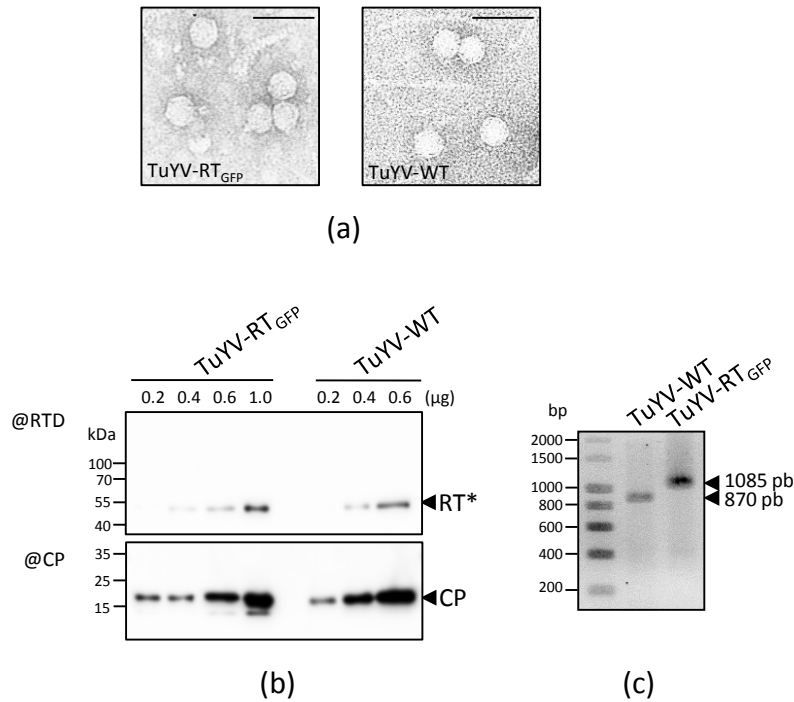 TuYV-RTGFP
TuYV-WT
(a)
TuYV-RTGFP
TuYV-WT
0.2 0.4 0.6 1.0 (μg) 0.2 0.4 0.6
@RTD
kDa
100
70
55
40
RT*
@CP
35
25
15
CP
(b)
TuYV-WT
TuYV-RTGFP
bp
2000
1500
1000
800
600
400
200
1085 pb
870 pb
(c)